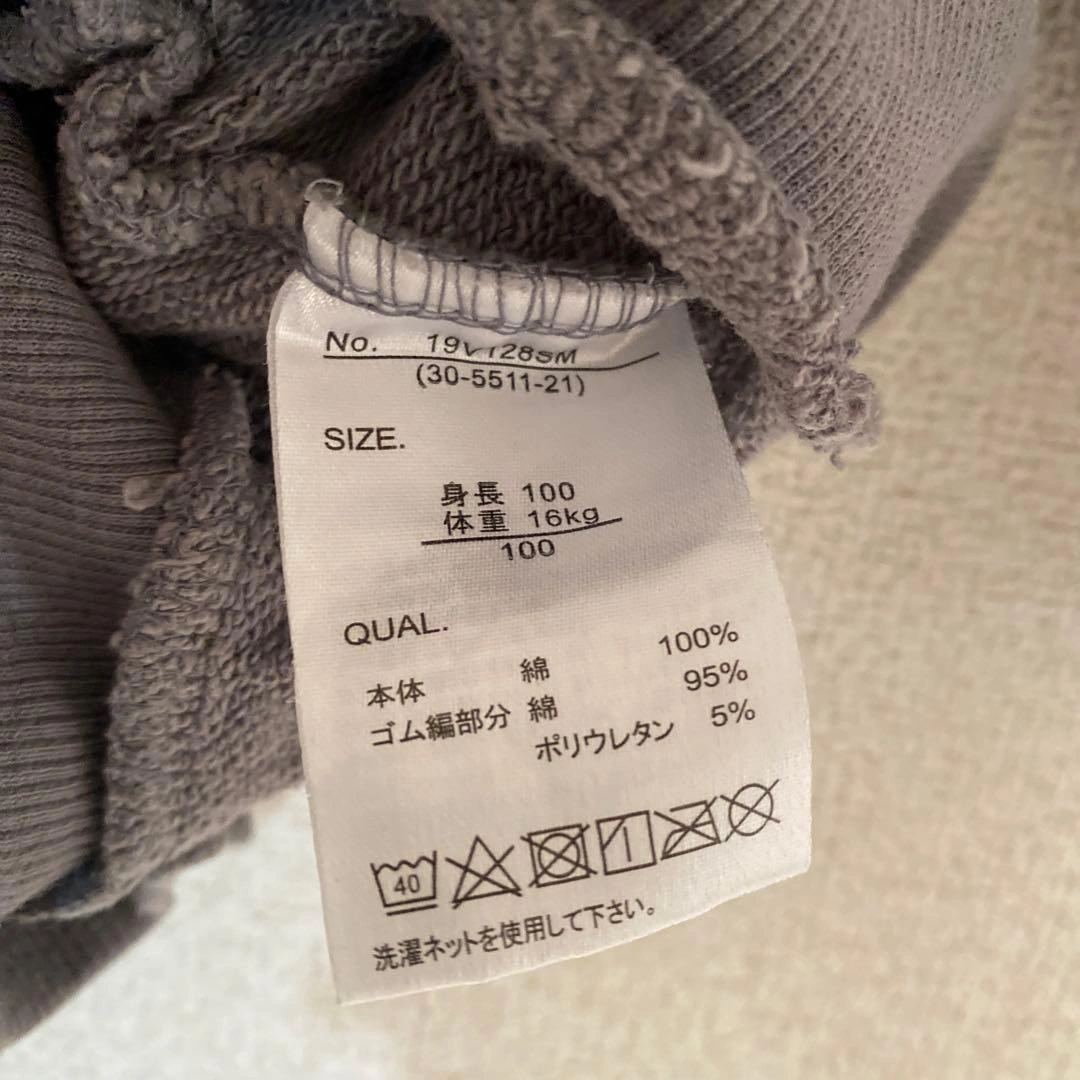 No. 19V128SM
(30-5511-21)
SIZE.
身長 100
体重 16kg
100
QUAL.
本体 綿 100%
ゴム編部分 綿 95%
ポリウレタン 5%
40
洗濯ネットを使用して下さい。